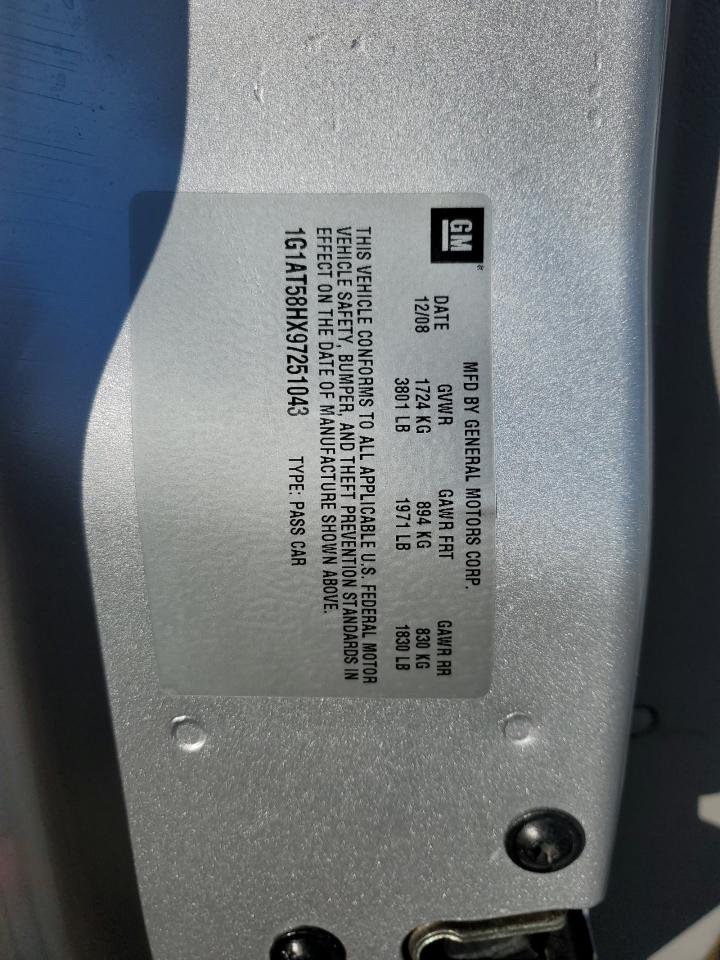 GM
MFD BY GENERAL MOTORS CORP.
DATE GVWR GAWR FRT GAWR RR
12/08 1724 KG 894 KG 830 KG
3801 LB 1971 LB 1830 LB
THIS VEHICLE CONFORMS TO ALL APPLICABLE U.S. FEDERAL MOTOR
VEHICLE SAFETY, BUMPER, AND THEFT PREVENTION STANDARDS IN
EFFECT ON THE DATE OF MANUFACTURE SHOWN ABOVE.
1G1AT58HX97251043 TYPE: PASS CAR